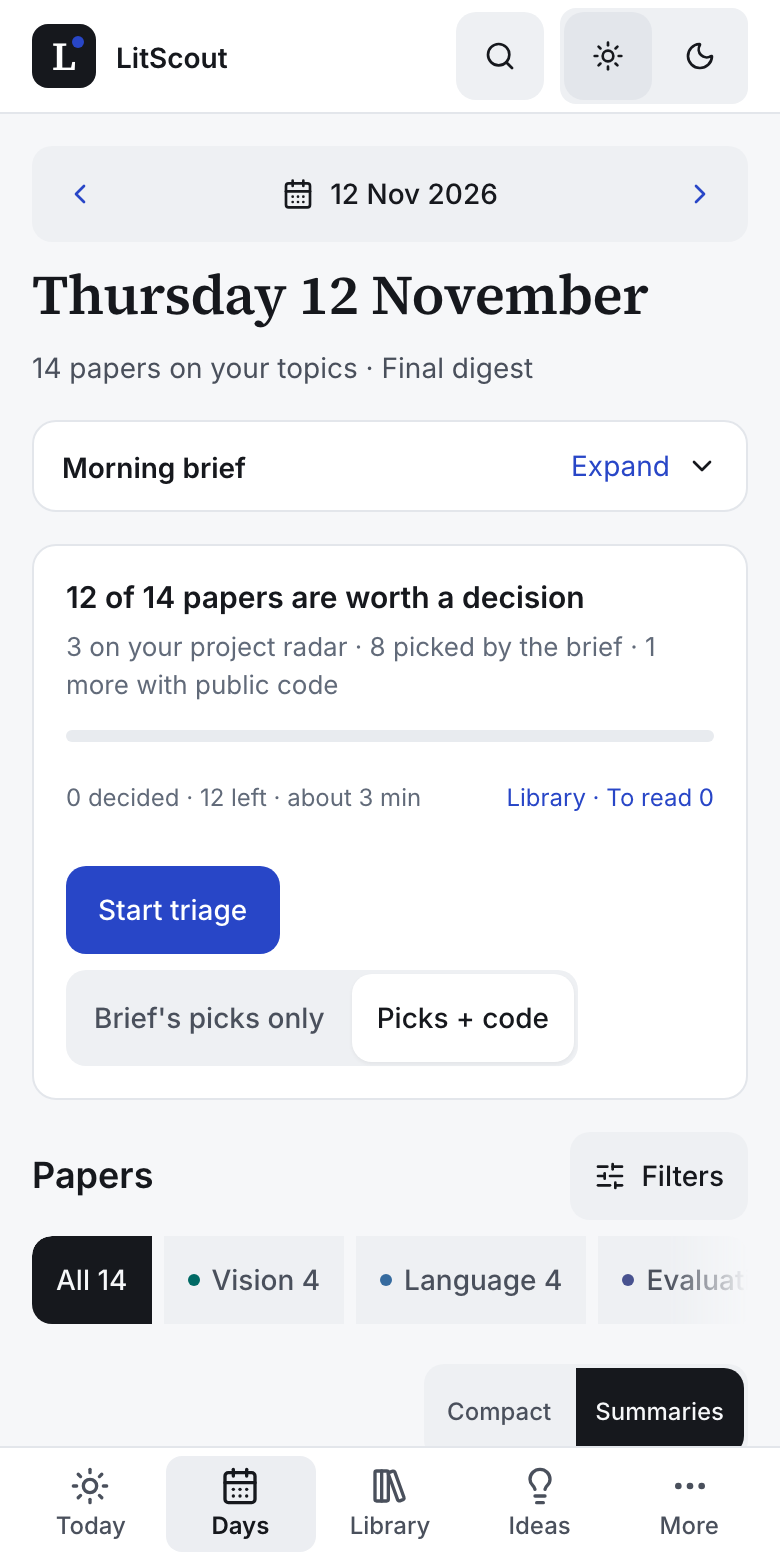 L LitScout
12 Nov 2026
Thursday 12 November
14 papers on your topics · Final digest
Morning brief Expand
12 of 14 papers are worth a decision
3 on your project radar · 8 picked by the brief · 1
more with public code
0 decided · 12 left · about 3 min Library · To read 0
Start triage
Brief's picks only Picks + code
Papers Filters
All 14 Vision 4 Language 4 Evaluat
Compact Summaries
Today Days Library Ideas More